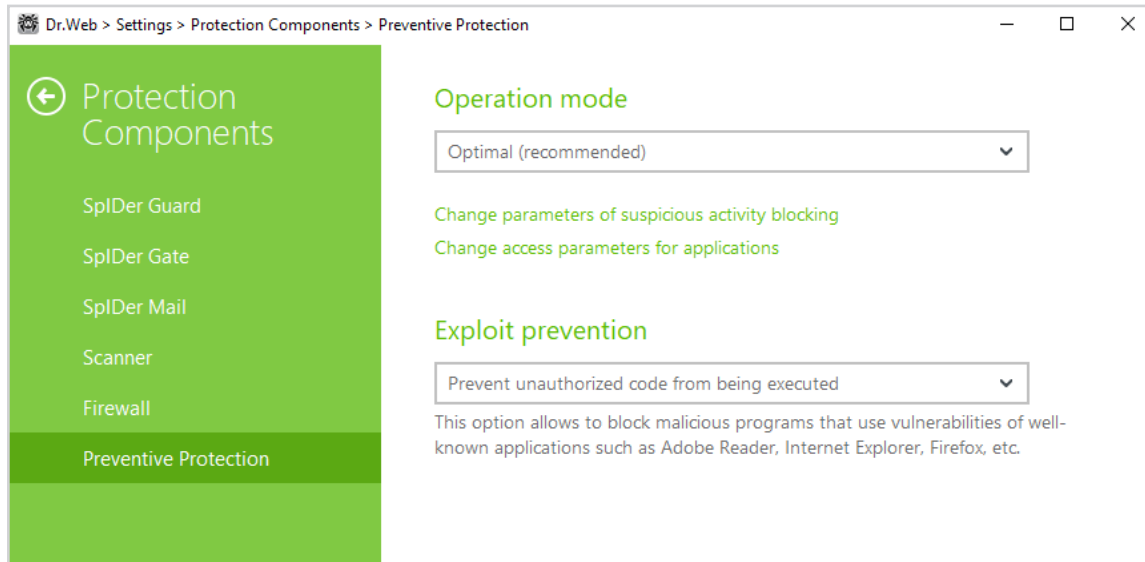 Dr.Web > Settings > Protection Components > Preventive Protection
Protection
Components
SpIDer Guard
SpIDer Gate
SpIDer Mail
Scanner
Firewall
Preventive Protection
Operation mode
Optimal (recommended)
Change parameters of suspicious activity blocking
Change access parameters for applications
Exploit prevention
Prevent unauthorized code from being executed
This option allows to block malicious programs that use vulnerabilities of well-
known applications such as Adobe Reader, Internet Explorer, Firefox, etc.